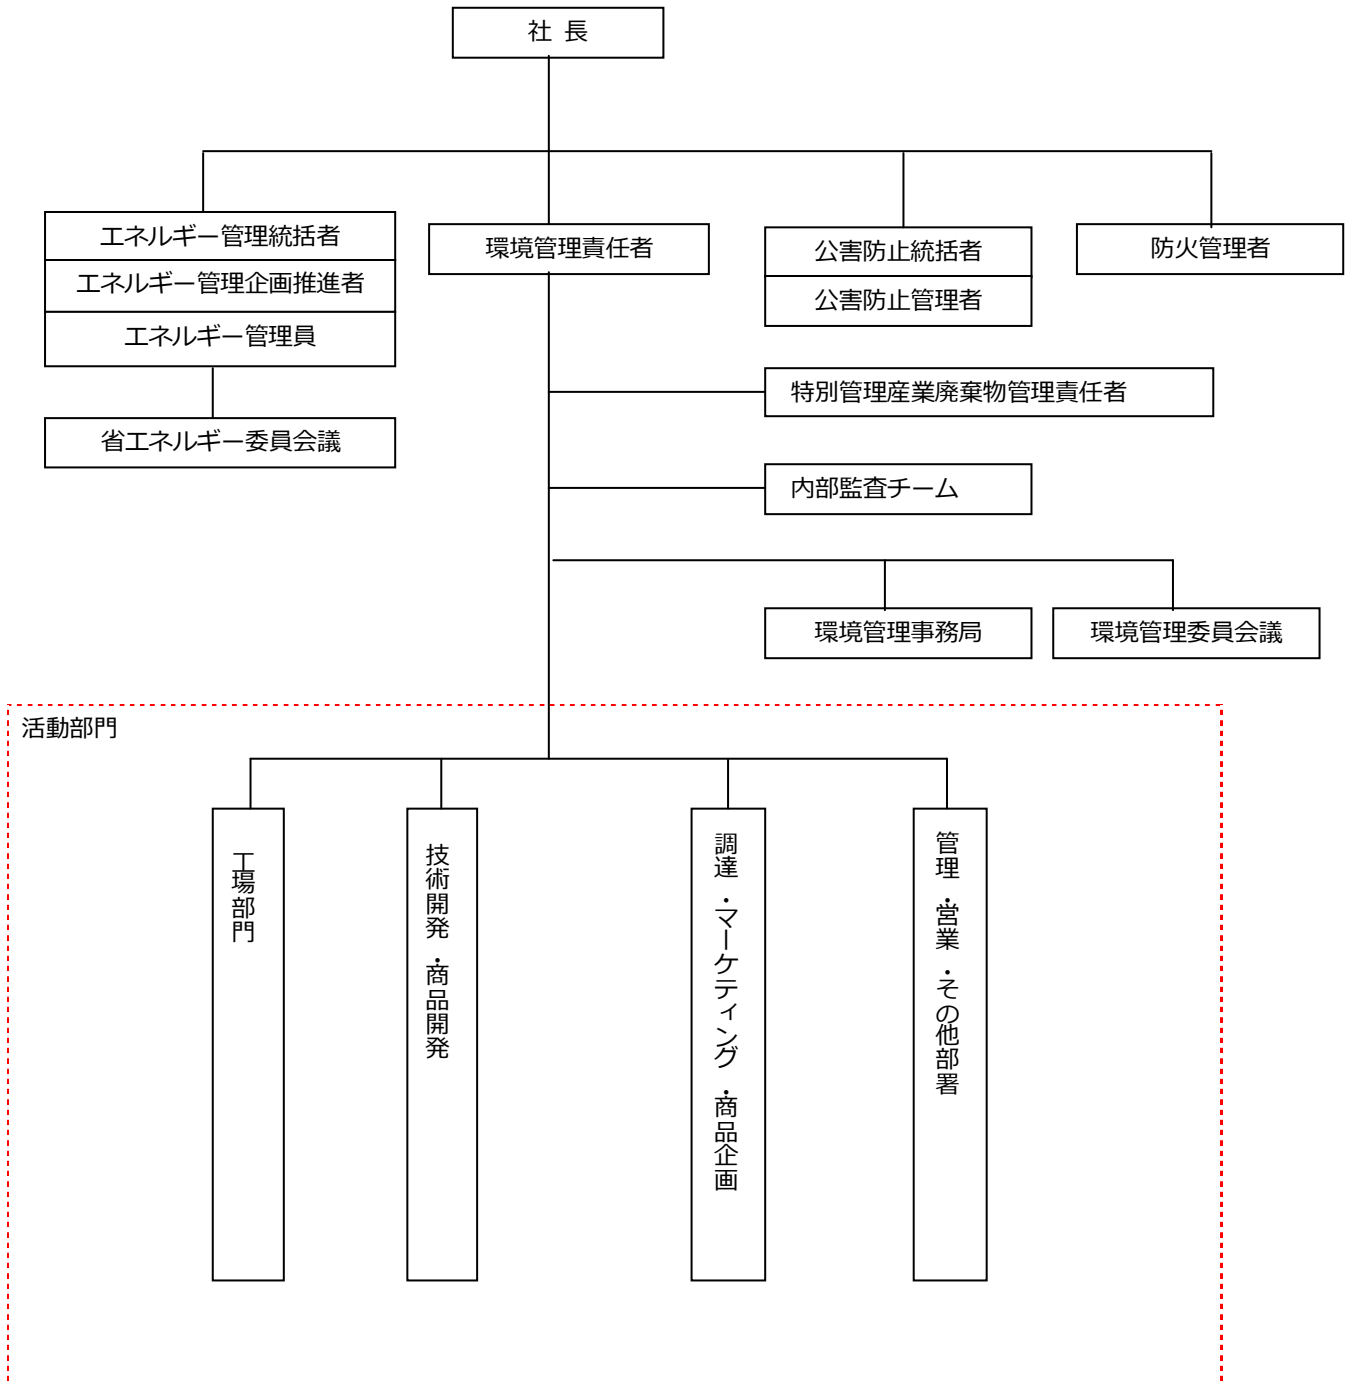 社 長
エネルギー管理統括者
エネルギー管理企画推進者
エネルギー管理員
環境管理責任者
公害防止統括者
公害防止管理者
防火管理者
特別管理産業廃棄物管理責任者
省エネルギー委員会議
内部監査チーム
環境管理事務局
環境管理委員会議
活動部門
工場部門
技術開発・商品開発
調達・マーケティング・商品企画
管理・営業・その他部署